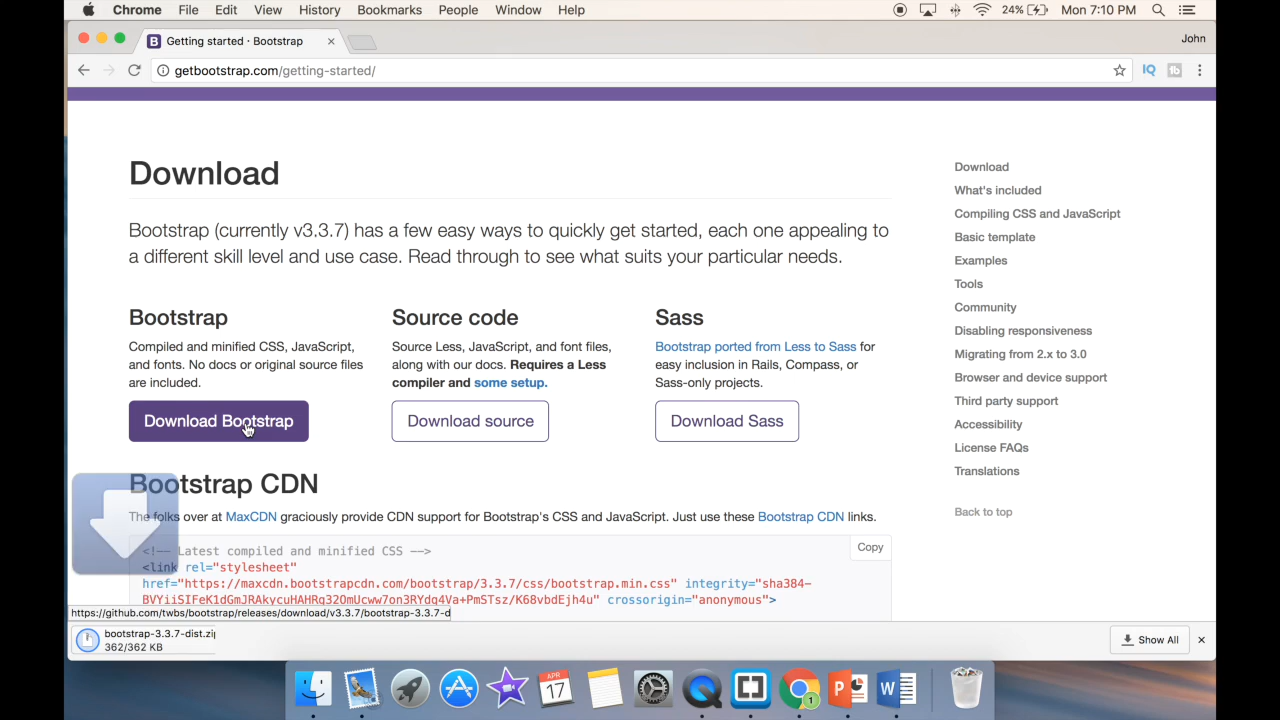 Chrome File Edit View History Bookmarks People Window Help 24% Mon 7:10 PM
Getting started · Bootstrap John
getbootstrap.com/getting-started/
Download
Bootstrap (currently v3.3.7) has a few easy ways to quickly get started, each one appealing to
a different skill level and use case. Read through to see what suits your particular needs.
Bootstrap
Compiled and minified CSS, JavaScript,
and fonts. No docs or original source files
are included.
Download Bootstrap
Source code
Source Less, JavaScript, and font files,
along with our docs. Requires a Less
compiler and some setup.
Download source
Sass
Bootstrap ported from Less to Sass for
easy inclusion in Rails, Compass, or
Sass-only projects.
Download Sass
Bootstrap CDN
The folks over at MaxCDN graciously provide CDN support for Bootstrap's CSS and JavaScript. Just use these Bootstrap CDN links.
Copy
<!-- Latest compiled and minified CSS -->
<link rel="stylesheet"
href="https://maxcdn.bootstrapcdn.com/bootstrap/3.3.7/css/bootstrap.min.css" integrity="sha384-
BVYiiSIFeK1dGmJRAkycuHAHRg32OmUcww7on3RYdg4Va+PmSTsz/K68vbdEjh4u" crossorigin="anonymous">
Download
What's included
Compiling CSS and JavaScript
Basic template
Examples
Tools
Community
Disabling responsiveness
Migrating from 2.x to 3.0
Browser and device support
Third party support
Accessibility
License FAQs
Translations
Back to top
https://github.com/twbs/bootstrap/releases/download/v3.3.7/bootstrap-3.3.7-d
bootstrap-3.3.7-dist.zip
362/362 KB
Show All
APR
17
1
P
W